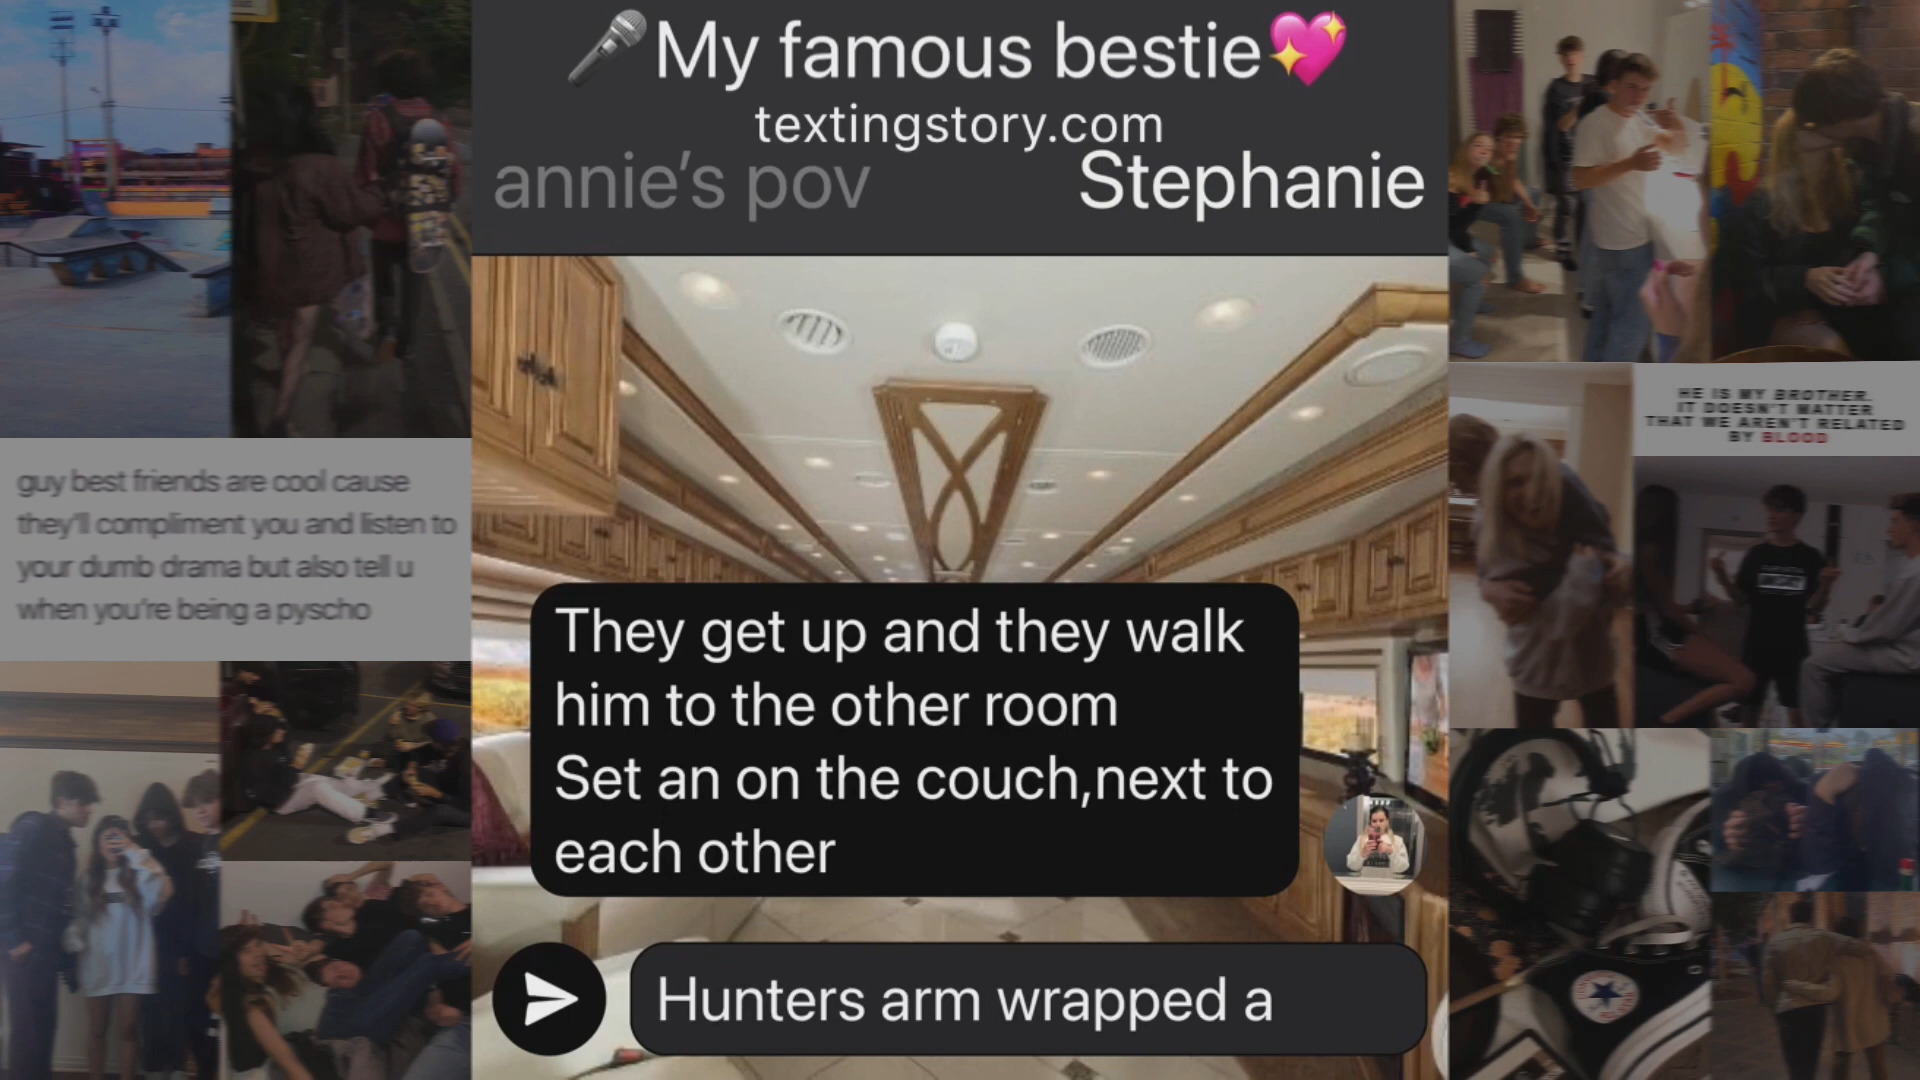 🎤My famous bestie💖
textingstory.com
annie's pov
Stephanie
They get up and they walk
him to the other room
Set an on the couch,next to
each other
Hunters arm wrapped a
guy best friends are cool cause
they'll compliment you and listen to
your dumb drama but also tell u
when you're being a pyscho
HE IS MY BROTHER.
IT DOESN'T MATTER
THAT WE AREN'T RELATED
BY BLOOD